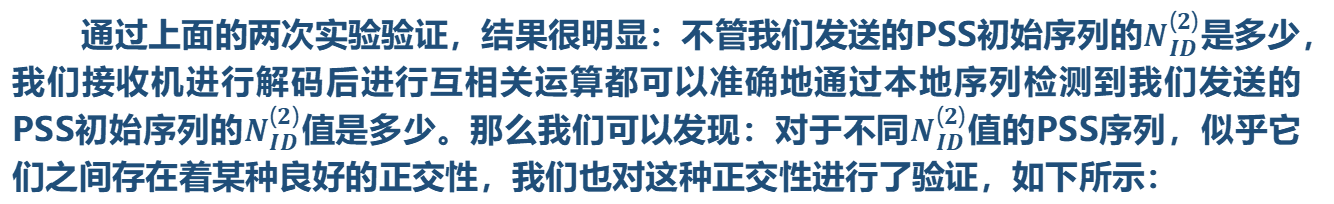 通过上面的两次实验验证，结果很明显：不管我们发送的PSS初始序列的$N_{ID}^{(2)}$是多少，
我们接收机进行解码后进行互相关运算都可以准确地通过本地序列检测到我们发送的
PSS初始序列的$N_{ID}^{(2)}$值是多少。那么我们可以发现：对于不同$N_{ID}^{(2)}$值的PSS序列，似乎它
们之间存在着某种良好的正交性，我们也对这种正交性进行了验证，如下所示：